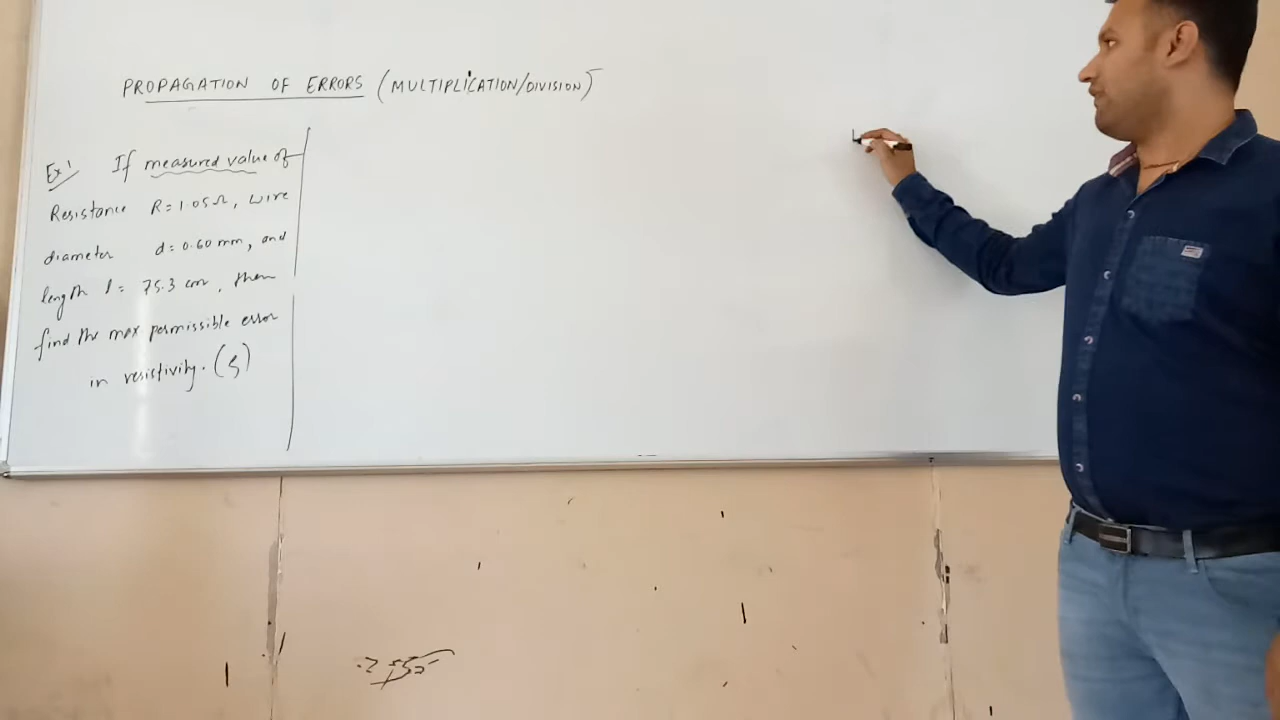 PROPAGATION OF ERRORS (MULTIPLICATION/DIVISION)
Ex! If measured value of
Resistance R=1.05Ω, wire
diameter d=0.60 mm, and
length l= 75.3 cm, then
find the max permissible error
in resistivity. (ρ)